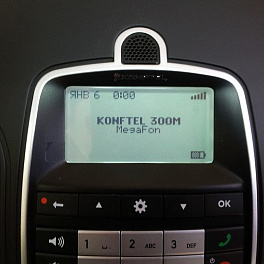 ЯНВ 6 0:00
KONFTEL 300M
MegaFon
OK
1
2 ABC
3 DEF